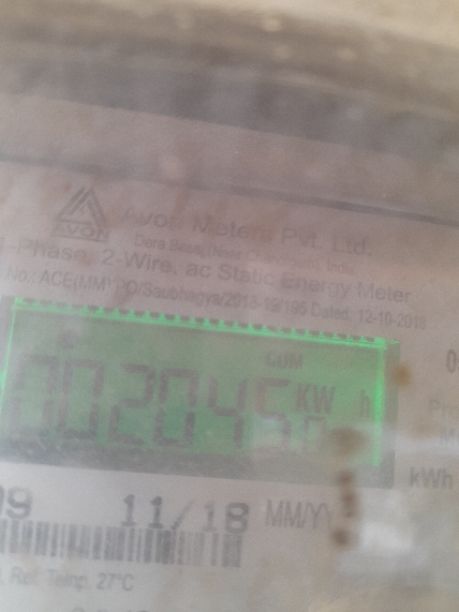 AVON
Avon Meters Pvt. Ltd.
Dera Bassi, (Near Chandigarh), India
1-Phase, 2-Wire, ac Static Energy Meter
No.: ACE(MM) PO/Saubhagya/2018-19/195 Dated, 12-10-2018
CUM
002045.0 KW h
kWh
09 11/18 MM/YY
Ref. Temp. 27°C